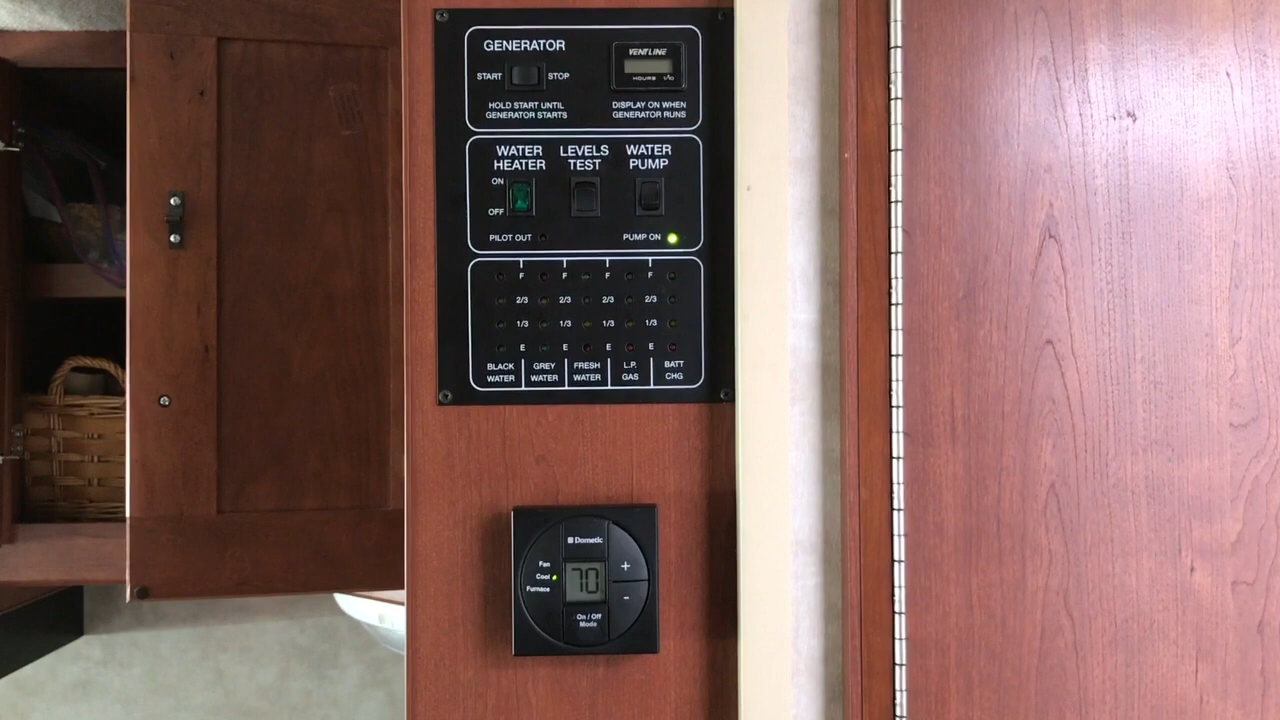 GENERATOR
VENTLINE
START STOP
HOURS 1/10
HOLD START UNTIL
GENERATOR STARTS
DISPLAY ON WHEN
GENERATOR RUNS
WATER
HEATER
LEVELS
TEST
WATER
PUMP
ON
OFF
PILOT OUT
PUMP ON
F F F F
2/3 2/3 2/3 2/3
1/3 1/3 1/3 1/3
E E E E
BLACK
WATER
GREY
WATER
FRESH
WATER
L.P.
GAS
BATT
CHG
Dometic
Fan
Cool
Furnace
70
+
-
On / Off
Mode